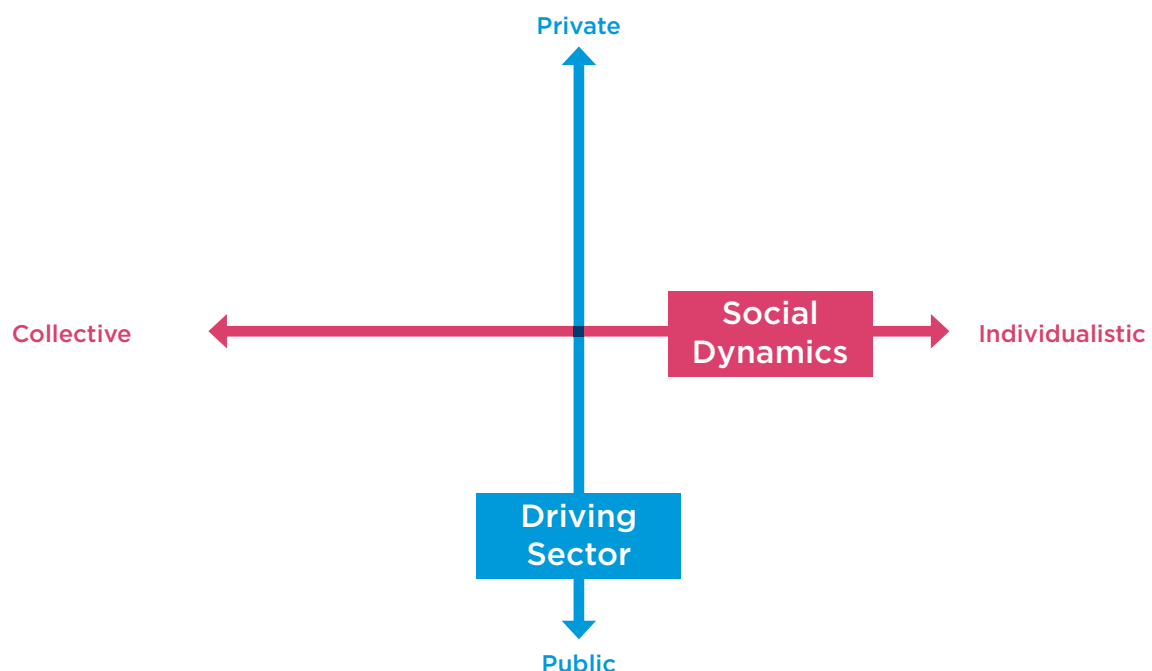 Private
Social
Dynamics
Collective
Individualistic
Driving
Sector
Public